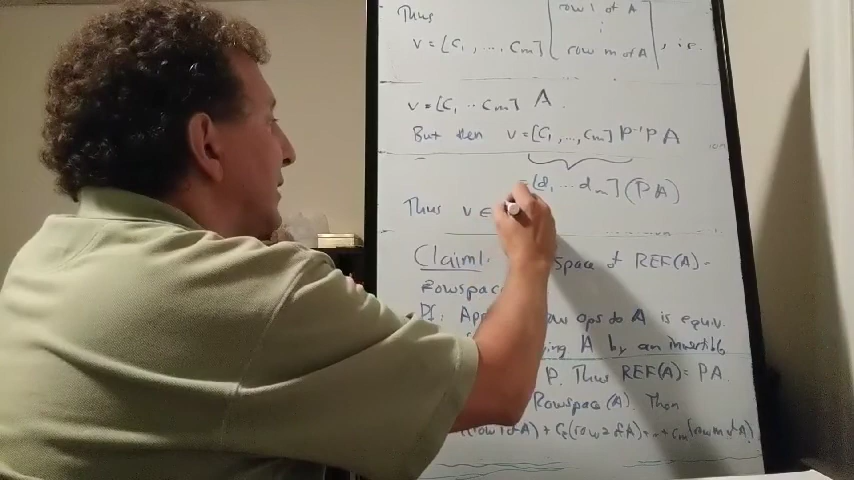 Thus
row 1 of A
⋮
v = [c₁, ... cₘ] row m of A , i.e.
v = [c₁ .. cₘ] A .
But then v = [c₁, ..., cₘ] P⁻¹ P A
= [d₁ ... dₘ] (PA)
Thus v ∈
Claim: space of REF(A) =
Rowspac
Pf: App row ops to A is equiv.
ing A by an invertible
P. Thus REF(A) = PA.
Rowspace (A). Then
(row 1 of A) + c₂(row 2 of A) + ... + cₘ(row m of A)